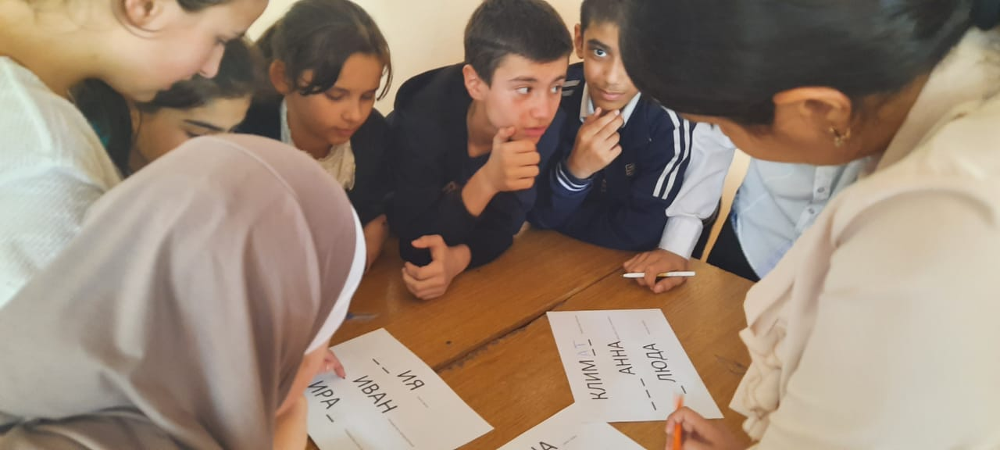 _ _ ИЯ
ИВАН
ИРА _
КЛИМАТ
_ _ _ АННА
_ ЛЮДА